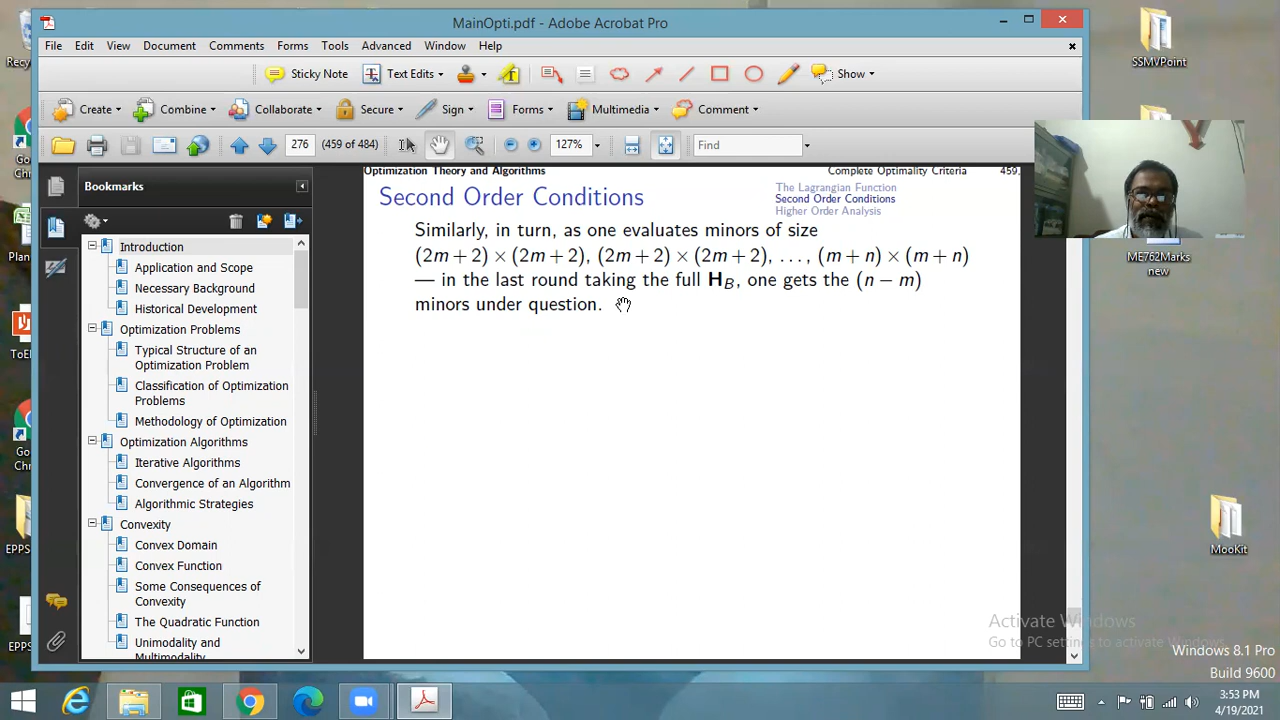 MainOpti.pdf - Adobe Acrobat Pro
File Edit View Document Comments Forms Tools Advanced Window Help
Sticky Note Text Edits Show
Create Combine Collaborate Secure Sign Forms Multimedia Comment
276 (459 of 484) 127% Find
Bookmarks
Introduction
Application and Scope
Necessary Background
Historical Development
Optimization Problems
Typical Structure of an
Optimization Problem
Classification of Optimization
Problems
Methodology of Optimization
Optimization Algorithms
Iterative Algorithms
Convergence of an Algorithm
Algorithmic Strategies
Convexity
Convex Domain
Convex Function
Some Consequences of
Convexity
The Quadratic Function
Unimodality and
Multimodality
Optimization Theory and Algorithms Complete Optimality Criteria 459,
Second Order Conditions
The Lagrangian Function
Second Order Conditions
Higher Order Analysis
Similarly, in turn, as one evaluates minors of size
(2m + 2) × (2m + 2), (2m + 2) × (2m + 2), . . . , (m + n) × (m + n)
— in the last round taking the full H_B, one gets the (n − m)
minors under question.
SSMVPoint
ME762Marks
new
MooKit
Activate Windows
Go to PC settings to activate Windows.
Windows 8.1 Pro
Build 9600
3:53 PM
4/19/2021